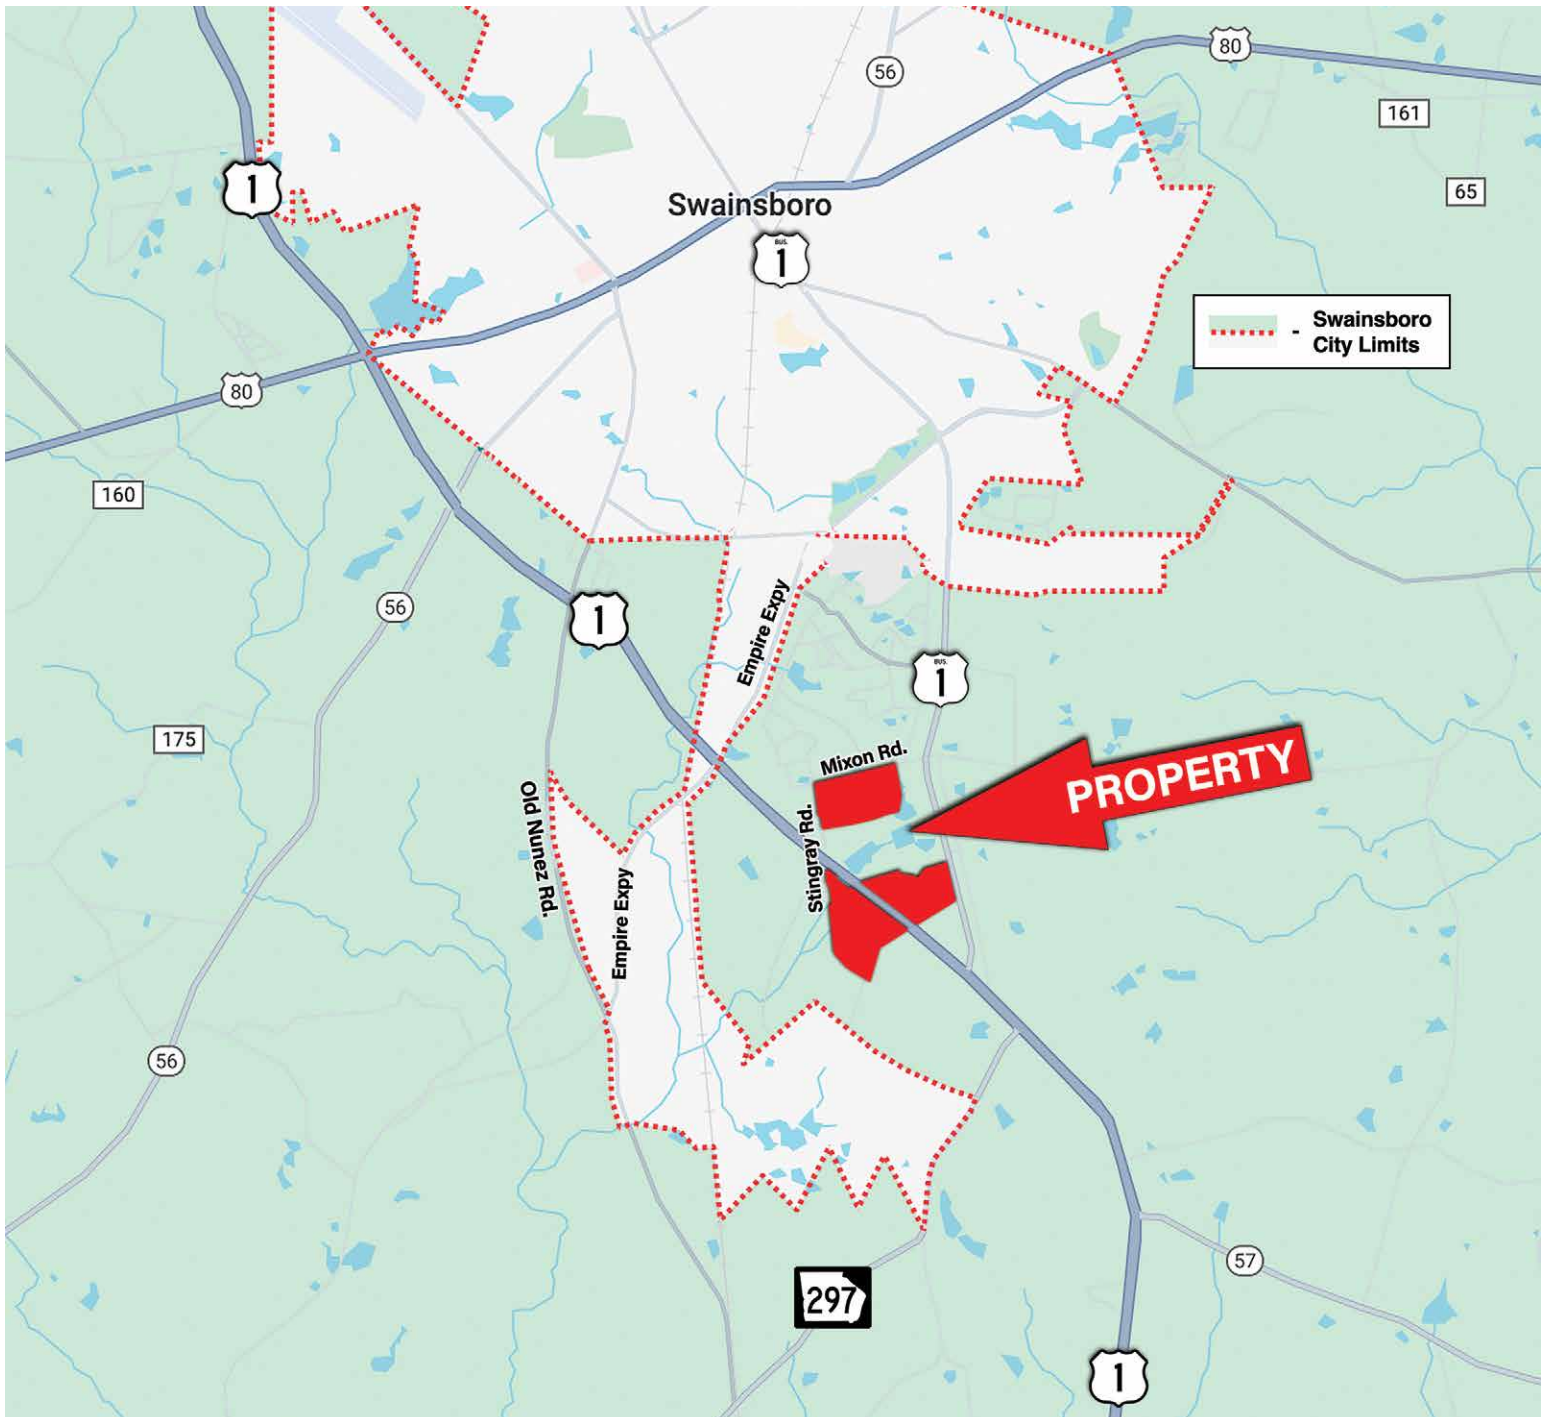 80
56
161
1
65
Swainsboro
BUS.
1
Swainsboro
- City Limits
80
160
56
1
Empire Expy
BUS.
1
175
Mixon Rd.
PROPERTY
Old Nunez Rd.
Stingray Rd.
Empire Expy
56
57
297
1